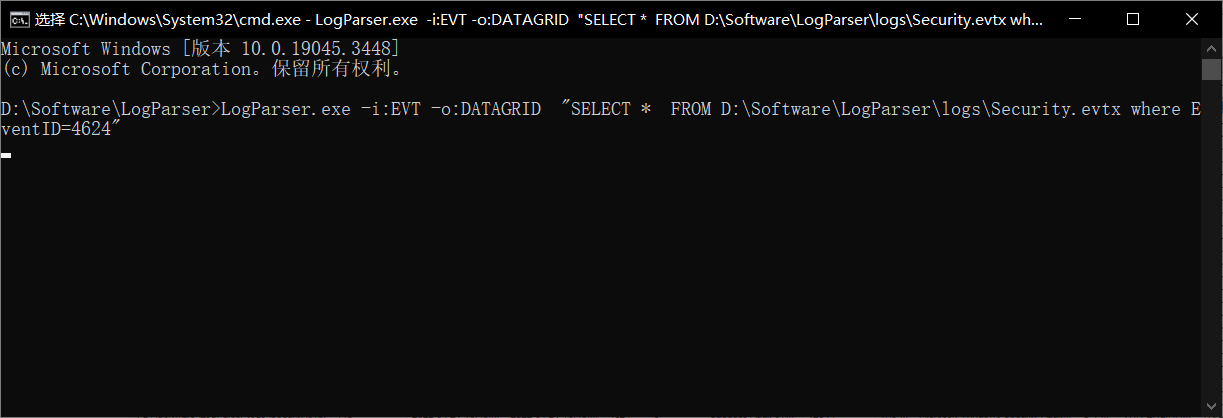 选择 C:\Windows\System32\cmd.exe - LogParser.exe  -i:EVT -o:DATAGRID  "SELECT *  FROM D:\Software\LogParser\logs\Security.evtx wh...
Microsoft Windows [版本 10.0.19045.3448]
(c) Microsoft Corporation。保留所有权利。
D:\Software\LogParser>LogParser.exe -i:EVT -o:DATAGRID  "SELECT *  FROM D:\Software\LogParser\logs\Security.evtx where E
ventID=4624"